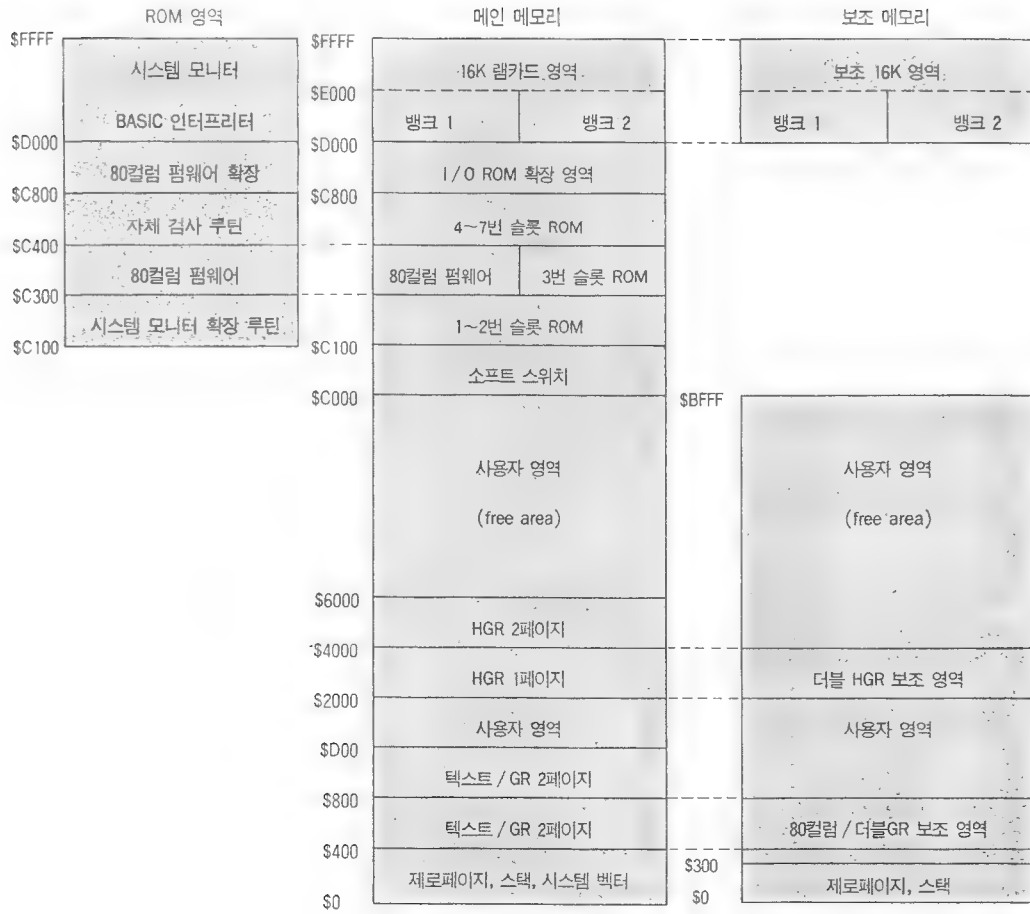 ROM 영역
$FFFF
시스템 모니터
BASIC 인터프리터
$D000
80컬럼 펌웨어 확장
$C800
자체 검사 루틴
$C400
80컬럼 펌웨어
$C300
시스템 모니터 확장 루틴
$C100
메인 메모리
$FFFF
16K 램카드 영역
$E000
뱅크 1
뱅크 2
$D000
I/O ROM 확장 영역
$C800
4~7번 슬롯 ROM
80컬럼 펌웨어
3번 슬롯 ROM
1~2번 슬롯 ROM
$C100
소프트 스위치
$C000
사용자 영역
(free area)
$6000
HGR 2페이지
$4000
HGR 1페이지
$2000
사용자 영역
$D00
텍스트 / GR 2페이지
$800
텍스트 / GR 2페이지
$400
제로페이지, 스택, 시스템 벡터
$0
보조 메모리
보조 16K 영역
뱅크 1
뱅크 2
$BFFF
사용자 영역
(free area)
더블 HGR 보조 영역
사용자 영역
80컬럼 / 더블GR 보조 영역
$300
제로페이지, 스택
$0